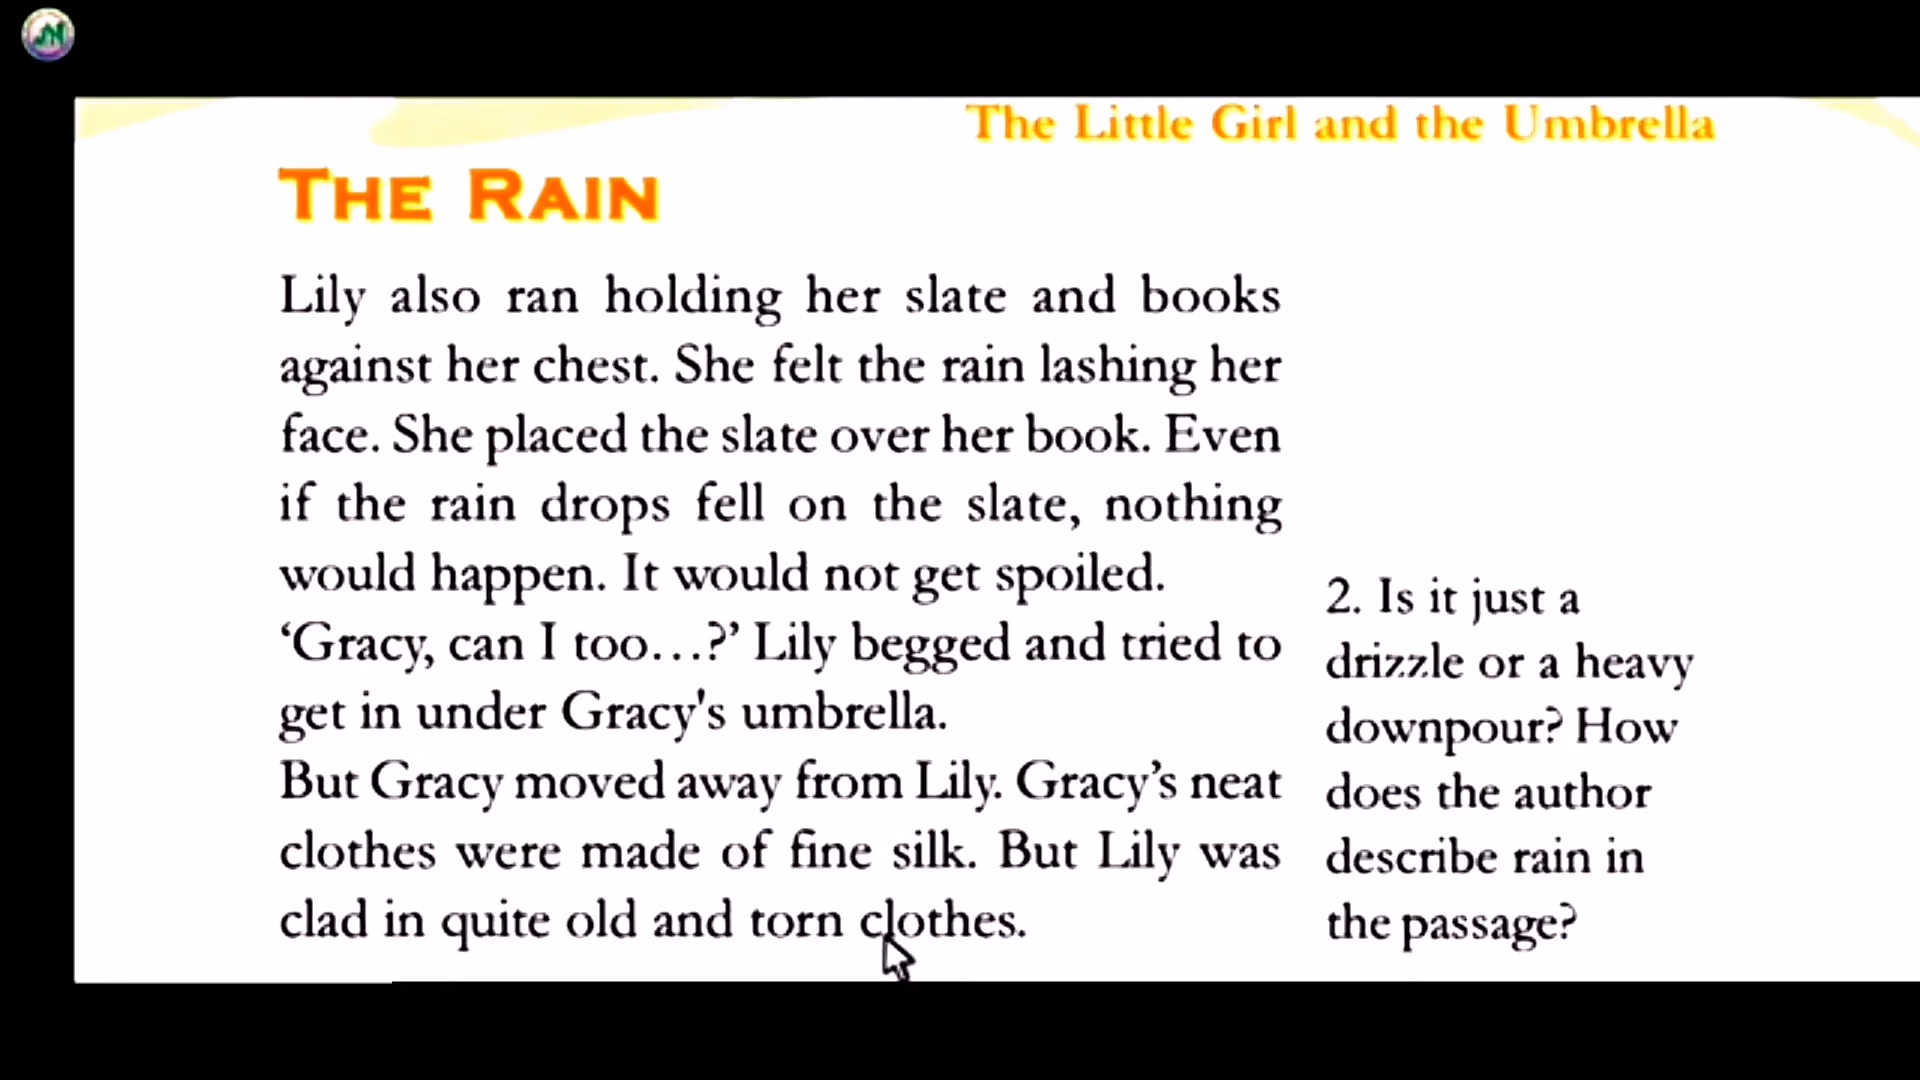 The Little Girl and the Umbrella
THE RAIN
Lily also ran holding her slate and books
against her chest. She felt the rain lashing her
face. She placed the slate over her book. Even
if the rain drops fell on the slate, nothing
would happen. It would not get spoiled.
‘Gracy, can I too...?’ Lily begged and tried to
get in under Gracy's umbrella.
But Gracy moved away from Lily. Gracy’s neat
clothes were made of fine silk. But Lily was
clad in quite old and torn clothes.
2. Is it just a
drizzle or a heavy
downpour? How
does the author
describe rain in
the passage?